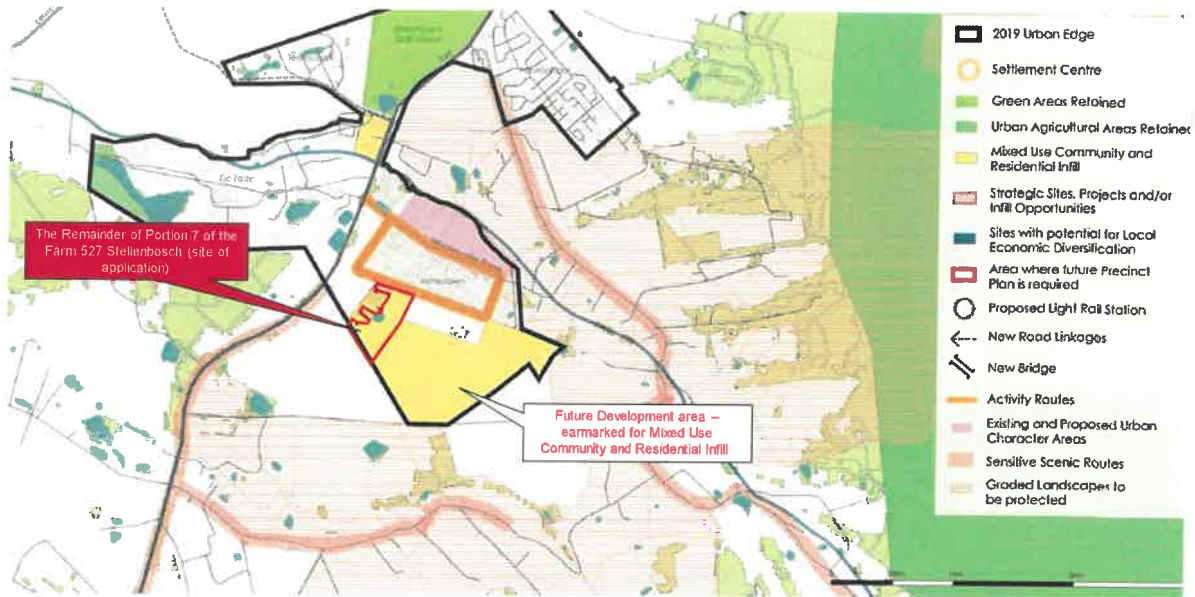 2019 Urban Edge
Settlement Centre
Green Areas Retained
Urban Agricultural Areas Retained
Mixed Use Community and
Residential Infill
Strategic Sites, Projects and/or
Infill Opportunities
Sites with potential for Local
Economic Diversification
Area where future Precinct
Plan is required
Proposed Light Rail Station
New Road Linkages
New Bridge
Activity Routes
Existing and Proposed Urban
Character Areas
Sensitive Scenic Routes
Graded Landscapes to
be protected
The Remainder of Portion 7 of the
Farm 527 Stellenbosch (site of
application)
Future Development area –
earmarked for Mixed Use
Community and Residential Infill